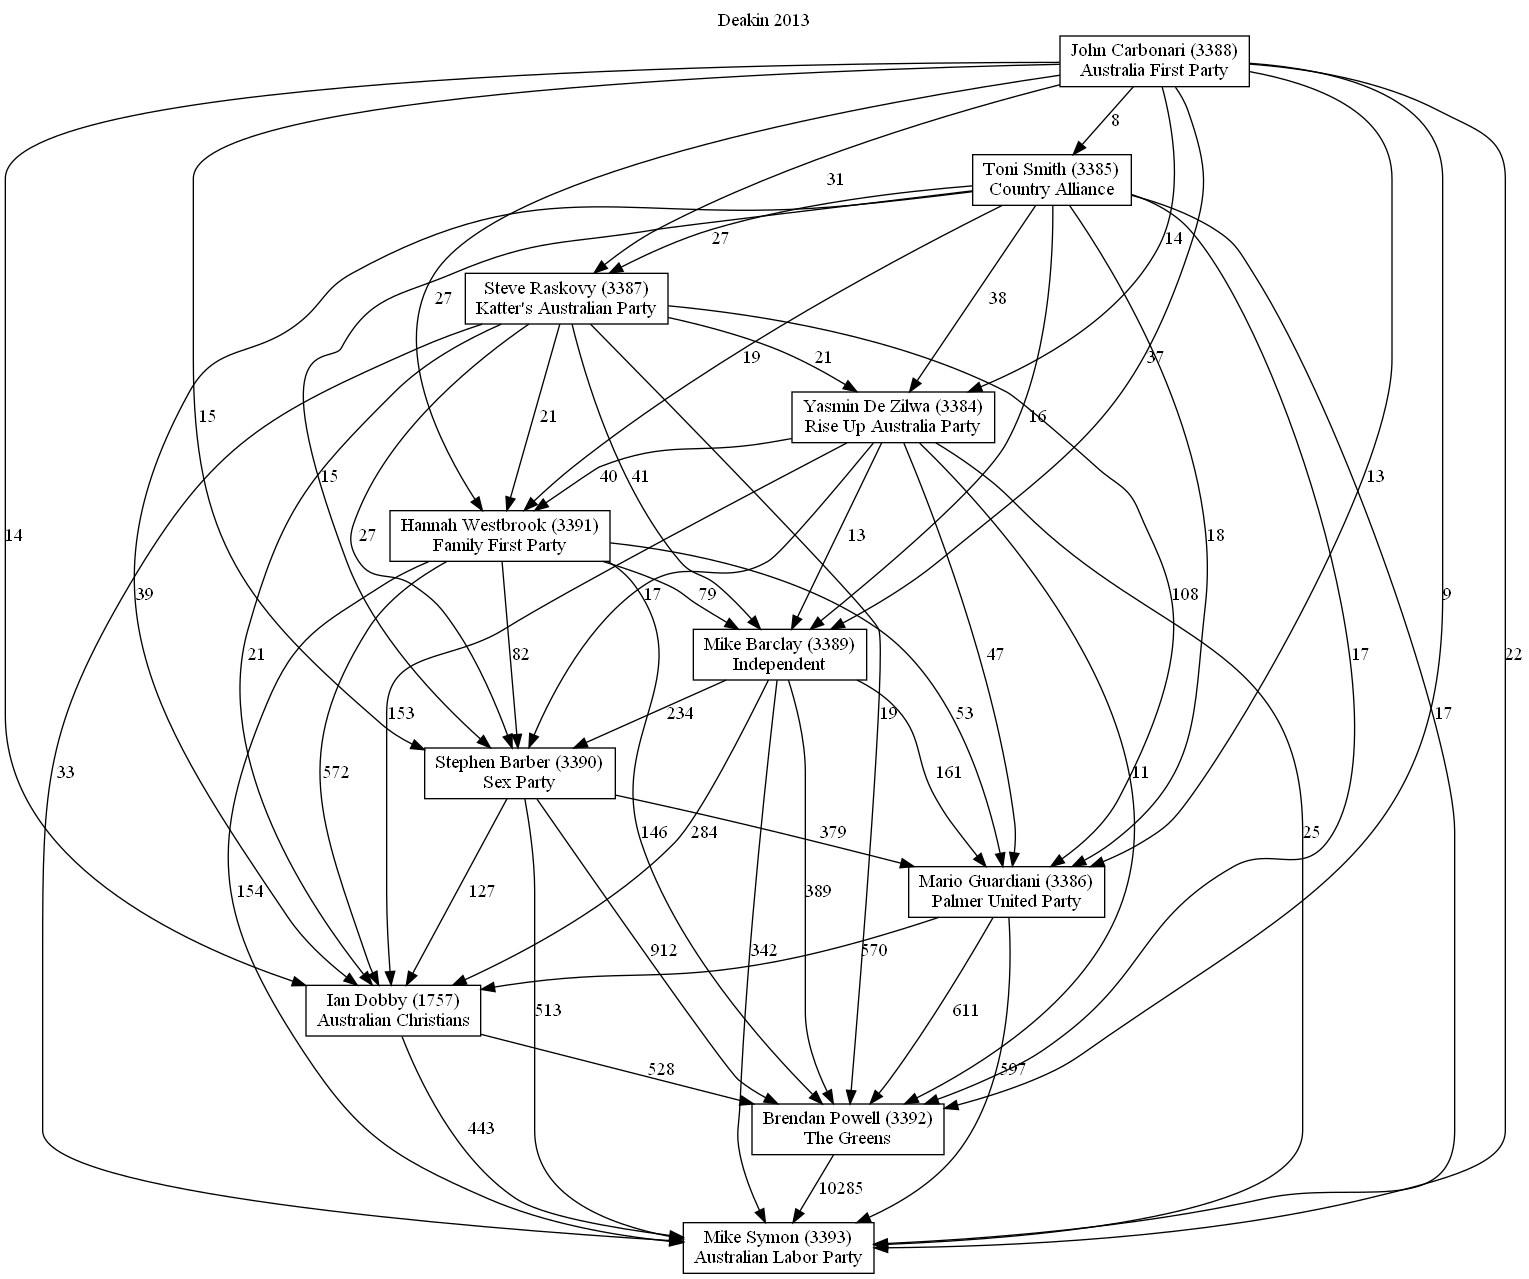 Deakin 2013
John Carbonari (3388)
Australia First Party
8
Toni Smith (3385)
Country Alliance
31
27
14
Steve Raskovy (3387)
Katter's Australian Party
27
38
19
21
37
Yasmin De Zilwa (3384)
Rise Up Australia Party
15
21
16
15
40
41
13
Hannah Westbrook (3391)
Family First Party
14
27
13
18
39
17
79
108
9
Mike Barclay (3389)
Independent
21
82
47
17
22
153
234
19
53
17
Stephen Barber (3390)
Sex Party
33
572
161
11
146
284
379
25
Mario Guardiani (3386)
Palmer United Party
154
127
389
912
342
570
Ian Dobby (1757)
Australian Christians
513
611
528
597
Brendan Powell (3392)
The Greens
443
10285
Mike Symon (3393)
Australian Labor Party